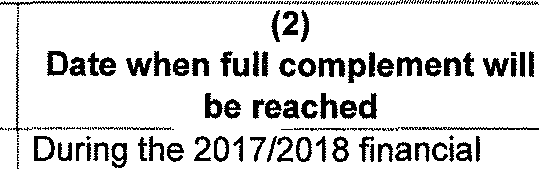 (2)
Date when full complement will
be reached
During the 2017/2018 financial